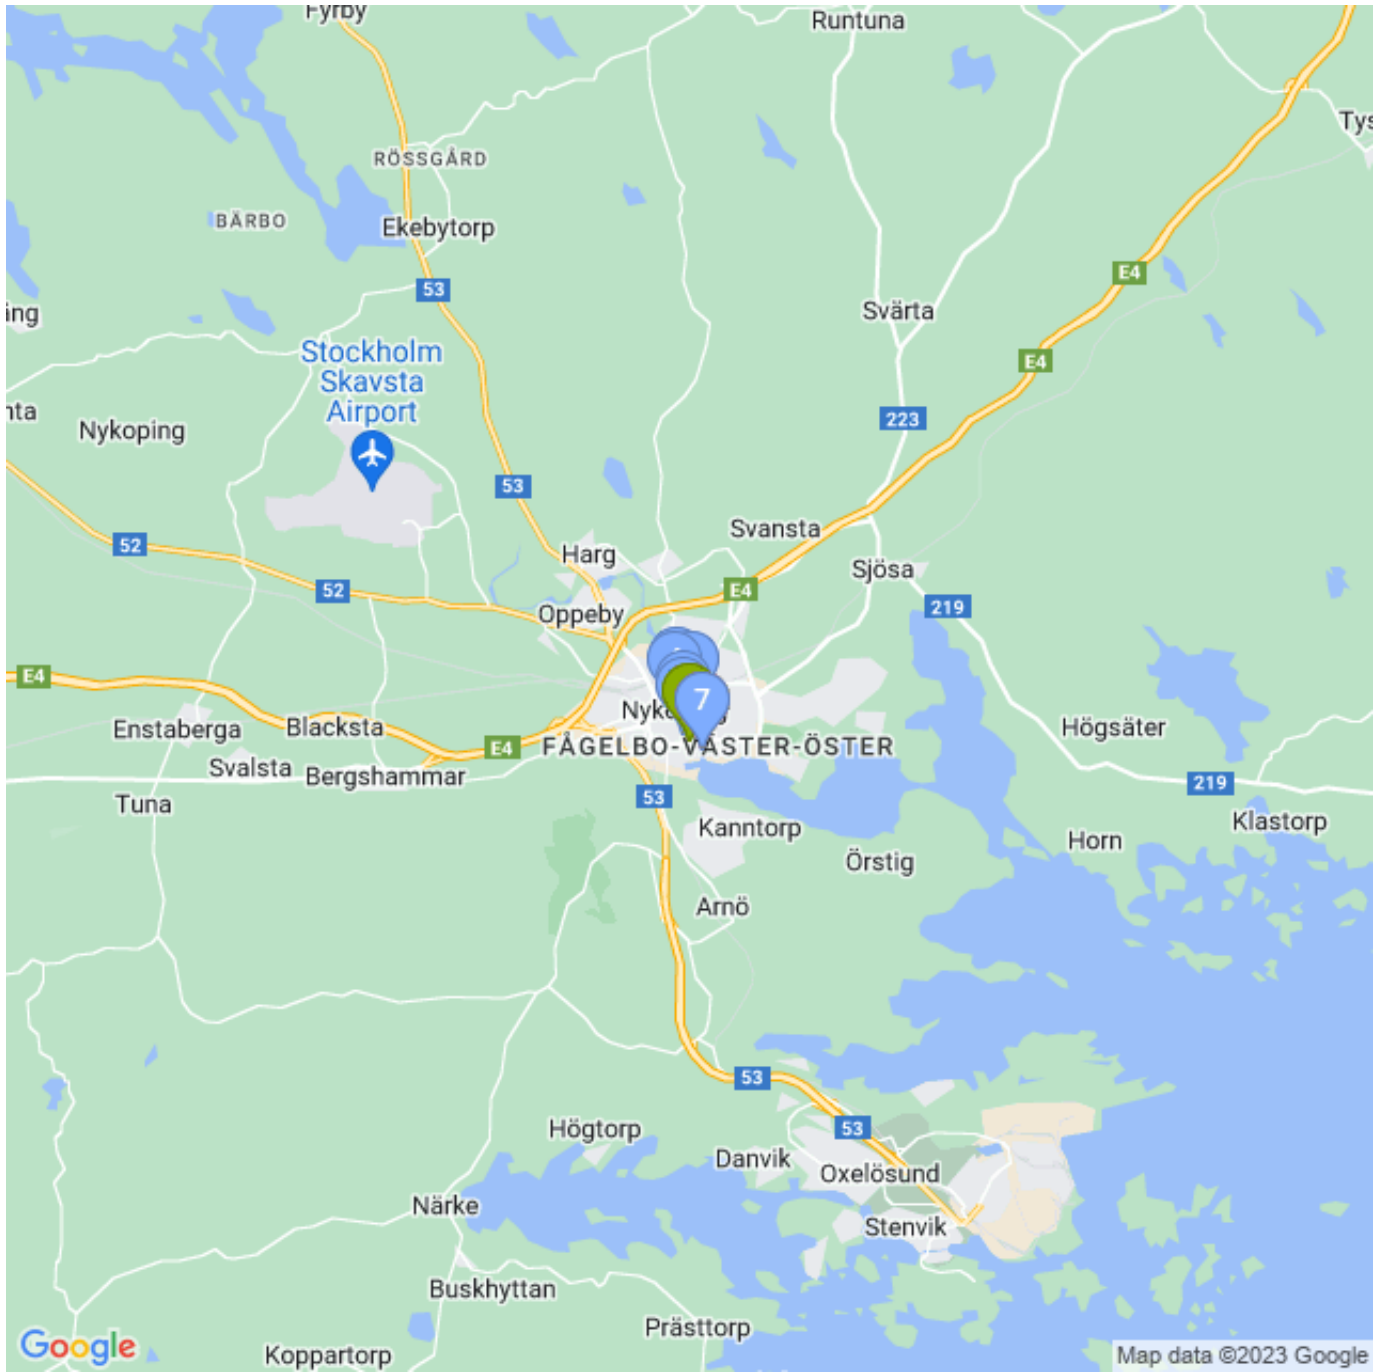 Fyrby
Runtuna
Tys
RÖSSGÅRD
BÄRBO
Ekebytorp
E4
53
ing
Svärta
Stockholm
Skavsta
Airport
E4
nta
Nykoping
223
53
Svansta
52
Harg
Sjösa
52
E4
219
Oppeby
E4
7
Enstaberga
Blacksta
Högsäter
E4
FÅGELBO-VÄSTER-ÖSTER
Svalsta
Bergshammar
219
Tuna
53
Kanntorp
Klastorp
Horn
Örstig
Arnö
53
Högtorp
53
Danvik
Oxelösund
Närke
Stenvik
Buskhyttan
Prästtorp
Google
Koppartorp
Map data ©2023 Google